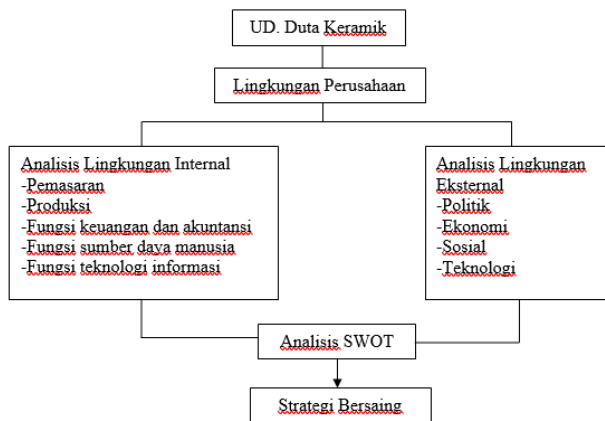 UD. Duta Keramik
Lingkungan Perusahaan
Analisis Lingkungan Internal
-Pemasaran
-Produksi
-Fungsi keuangan dan akuntansi
-Fungsi sumber daya manusia
-Fungsi teknologi informasi
Analisis Lingkungan
Eksternal
-Politik
-Ekonomi
-Sosial
-Teknologi
Analisis SWOT
Strategi Bersaing